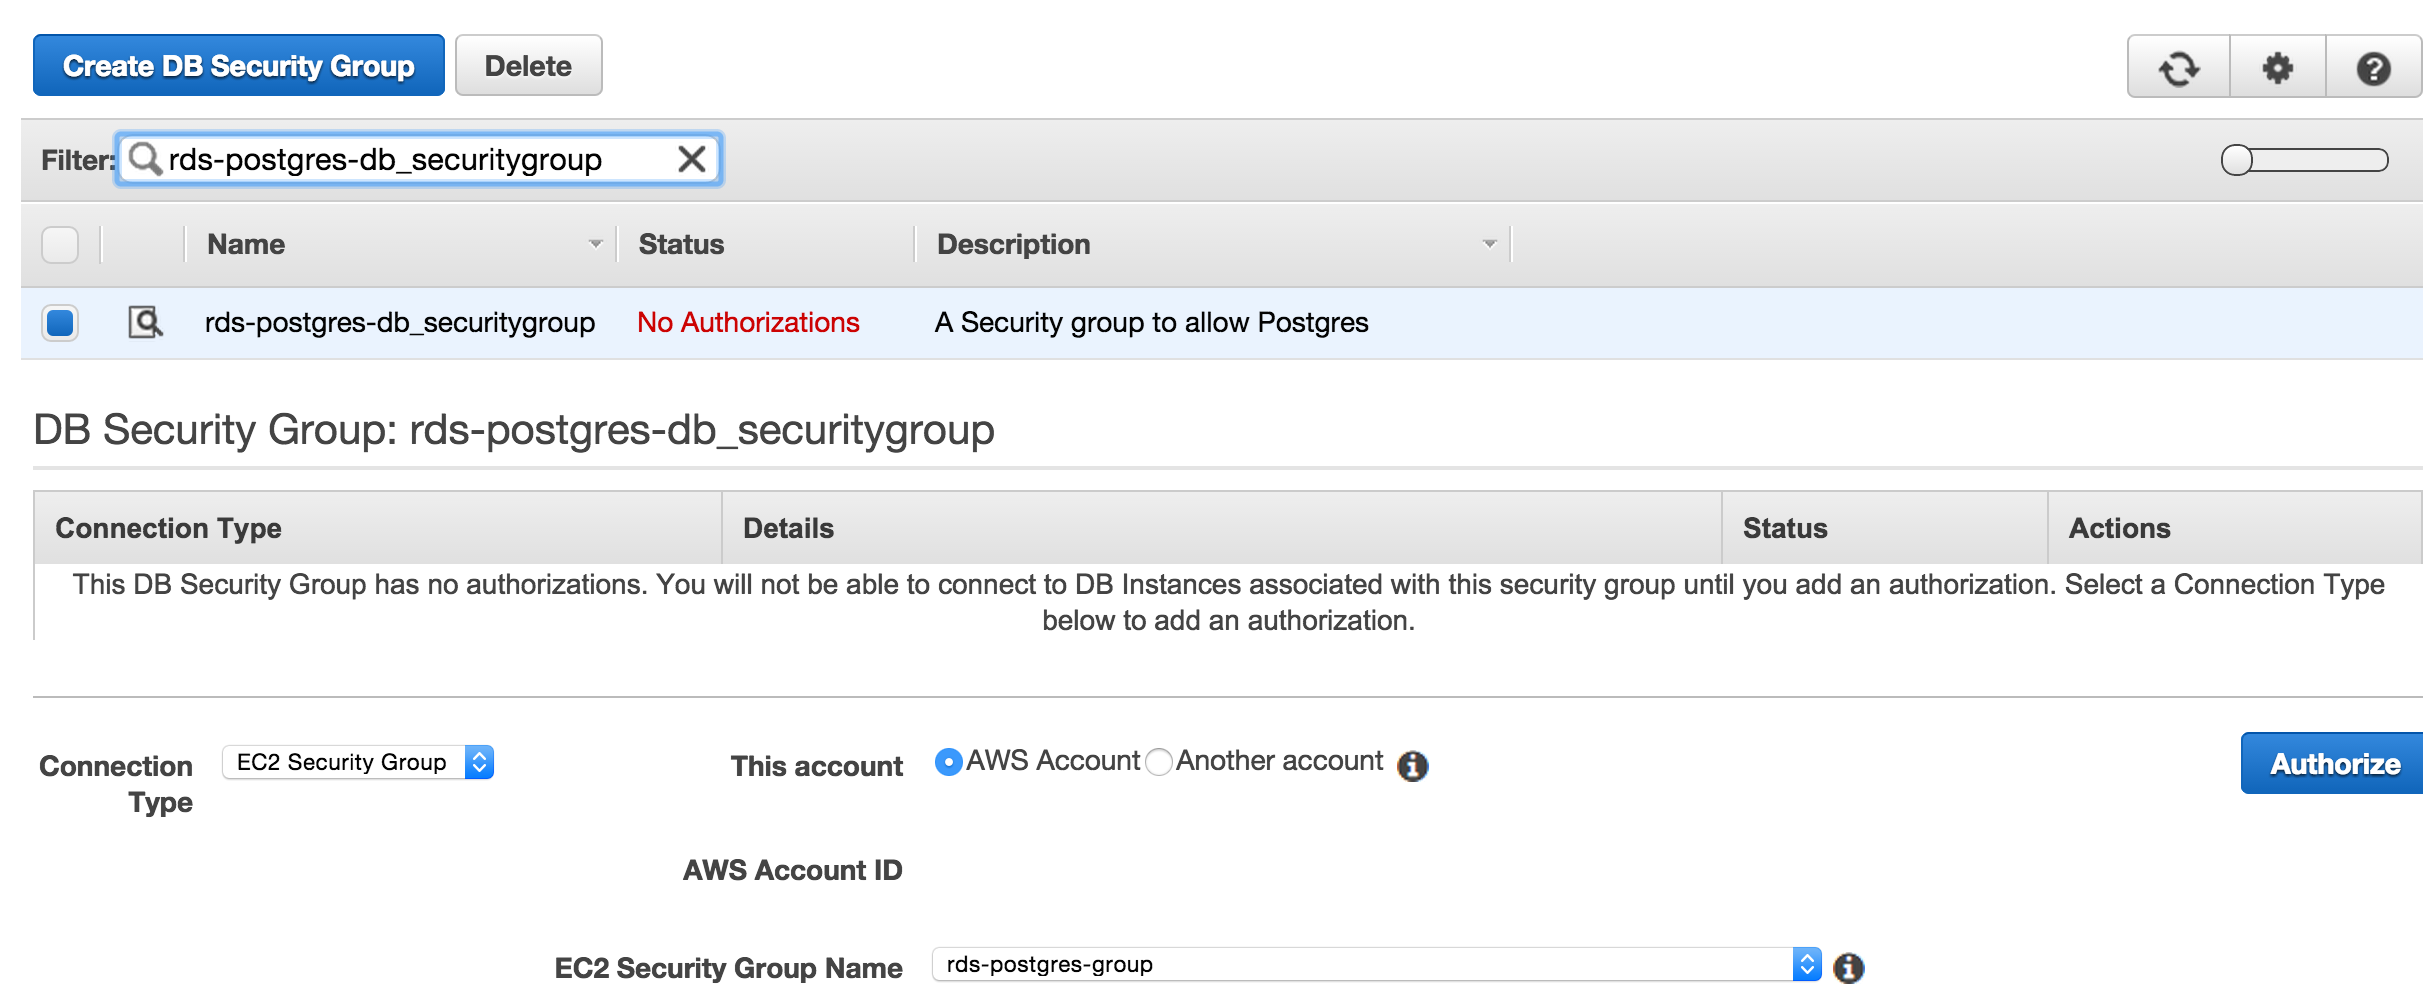 Create DB Security Group Delete
Filter: rds-postgres-db_securitygroup
Name Status Description
rds-postgres-db_securitygroup No Authorizations A Security group to allow Postgres
DB Security Group: rds-postgres-db_securitygroup
Connection Type Details Status Actions
This DB Security Group has no authorizations. You will not be able to connect to DB Instances associated with this security group until you add an authorization. Select a Connection Type
below to add an authorization.
Connection Type EC2 Security Group This account AWS Account Another account Authorize
AWS Account ID
EC2 Security Group Name rds-postgres-group